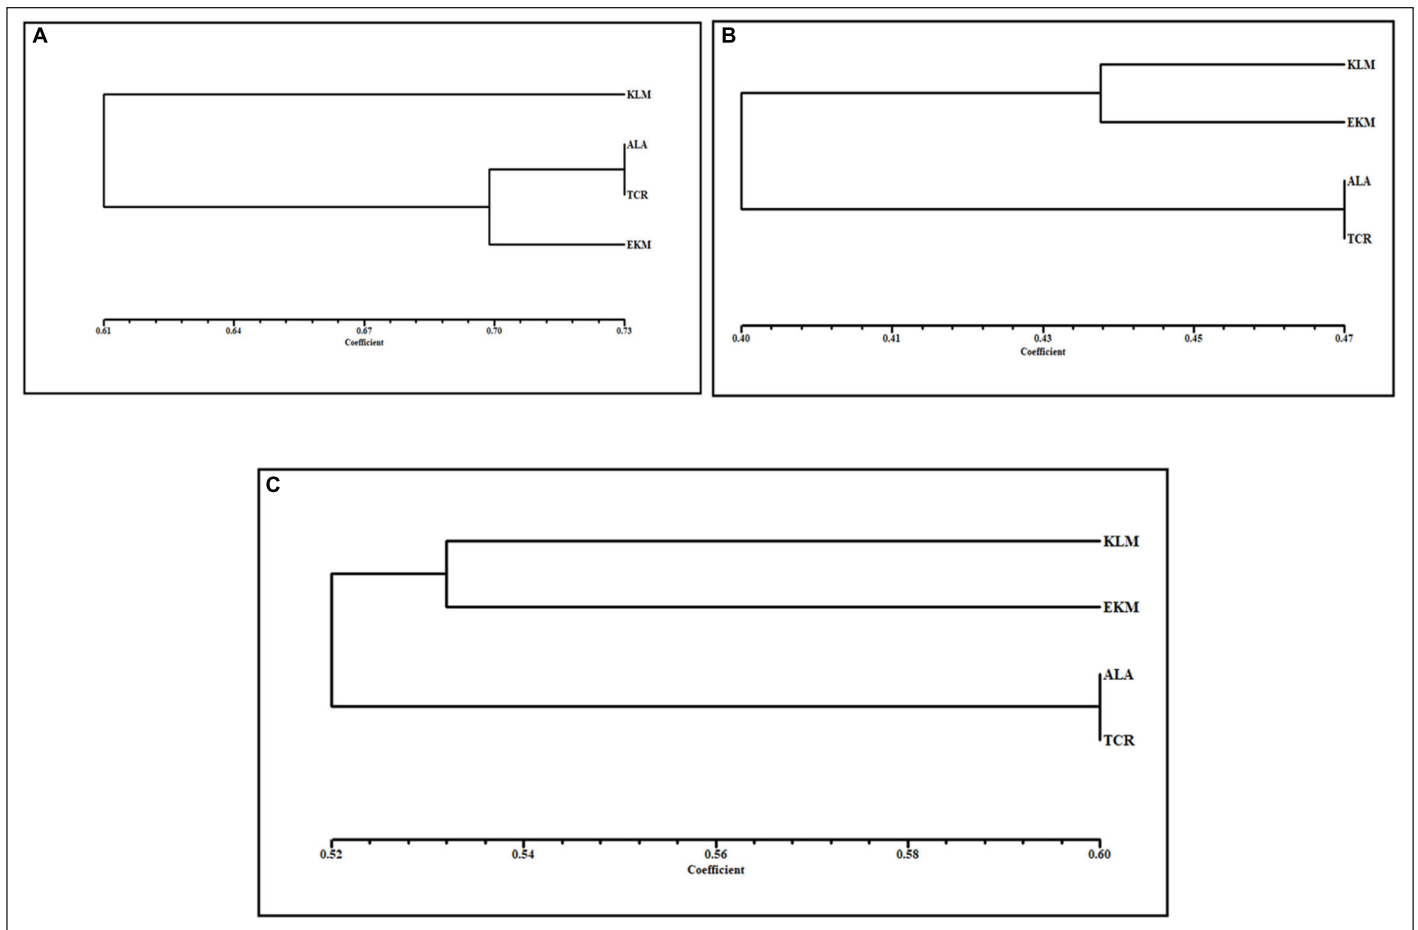 A
KLM
ALA
TCR
EKM
0.61 0.64 0.67 0.70 0.73
Coefficient
B
KLM
EKM
ALA
TCR
0.40 0.41 0.43 0.45 0.47
Coefficient
C
KLM
EKM
ALA
TCR
0.52 0.54 0.56 0.58 0.60
Coefficient